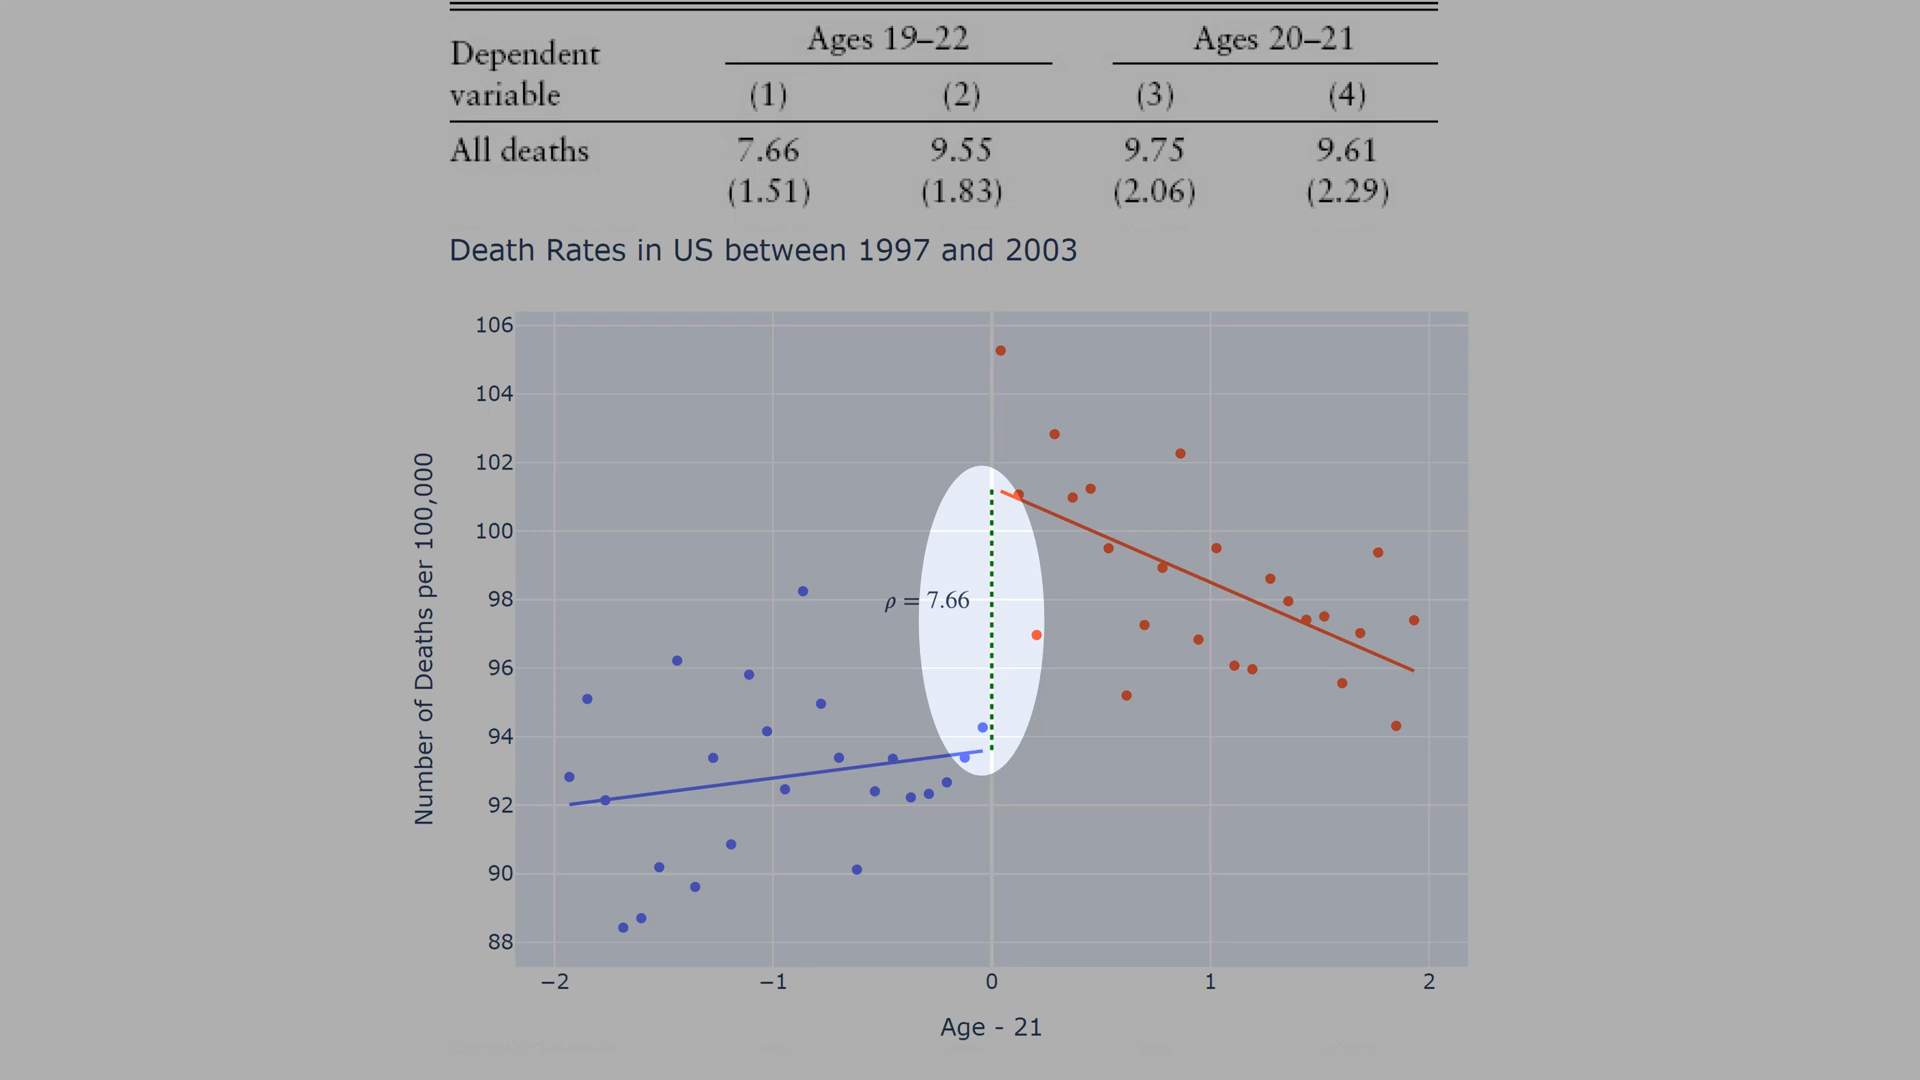 Dependent variable Ages 19–22 Ages 20–21
(1) (2) (3) (4)
All deaths 7.66 9.55 9.75 9.61
(1.51) (1.83) (2.06) (2.29)
Death Rates in US between 1997 and 2003
Number of Deaths per 100,000
106
104
102
100
98
96
94
92
90
88
ρ = 7.66
−2 −1 0 1 2
Age - 21